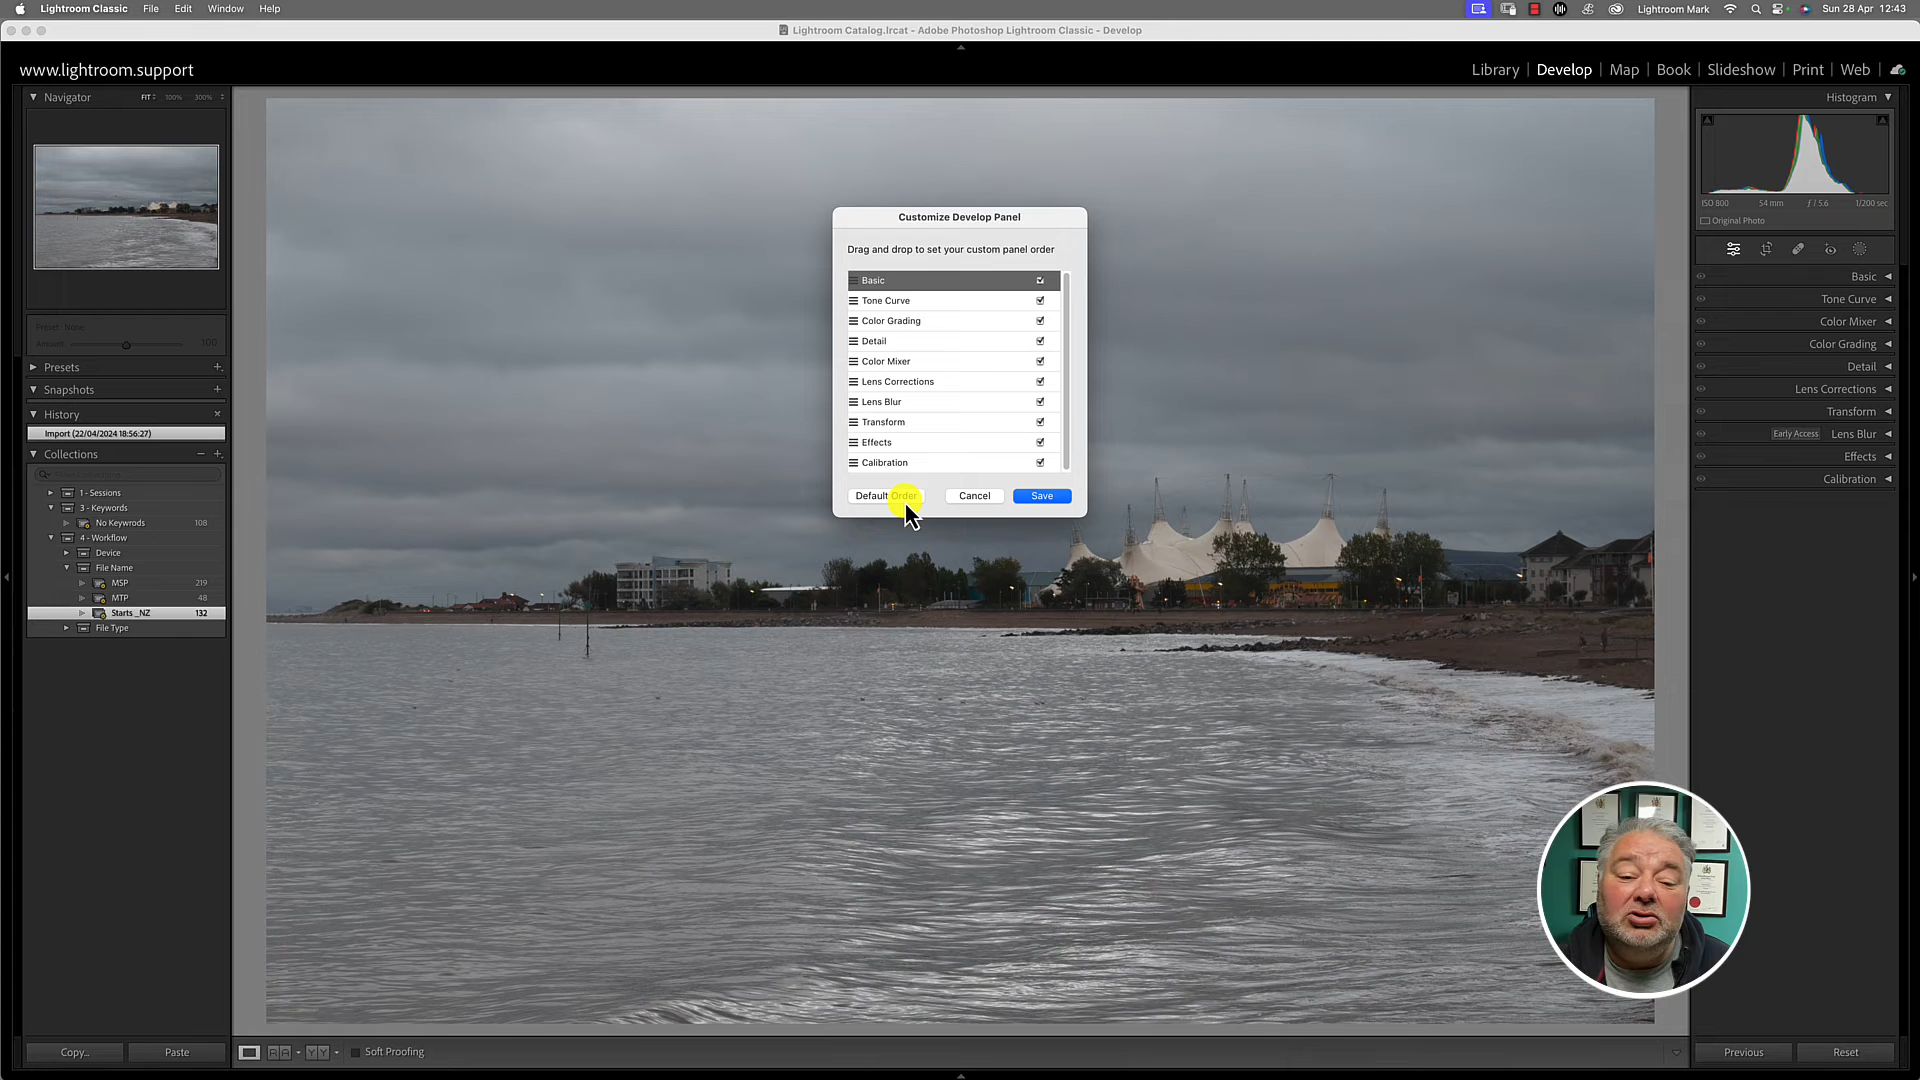 Lightroom Classic File Edit Window Help
Lightroom Mark Sun 28 Apr 12:43
Lightroom Catalog.lrcat - Adobe Photoshop Lightroom Classic - Develop
www.lightroom.support
Library | Develop | Map | Book | Slideshow | Print | Web
Navigator FIT 100% 300%
Preset: None
Amount 100
Presets
Snapshots
History
Import (22/04/2024 18:56:27)
Collections
1 - Sessions
3 - Keywords
No Keywrods 108
4 - Workflow
Device
File Name
MSP 219
MTP 48
Starts _NZ 132
File Type
Copy... Paste
Customize Develop Panel
Drag and drop to set your custom panel order
Basic
Tone Curve
Color Grading
Detail
Color Mixer
Lens Corrections
Lens Blur
Transform
Effects
Calibration
Default Order Cancel Save
Histogram
ISO 800 54 mm ƒ / 5.6 1/200 sec
Original Photo
Basic
Tone Curve
Color Mixer
Color Grading
Detail
Lens Corrections
Transform
Early Access Lens Blur
Effects
Calibration
R A Y Y Soft Proofing
Previous Reset